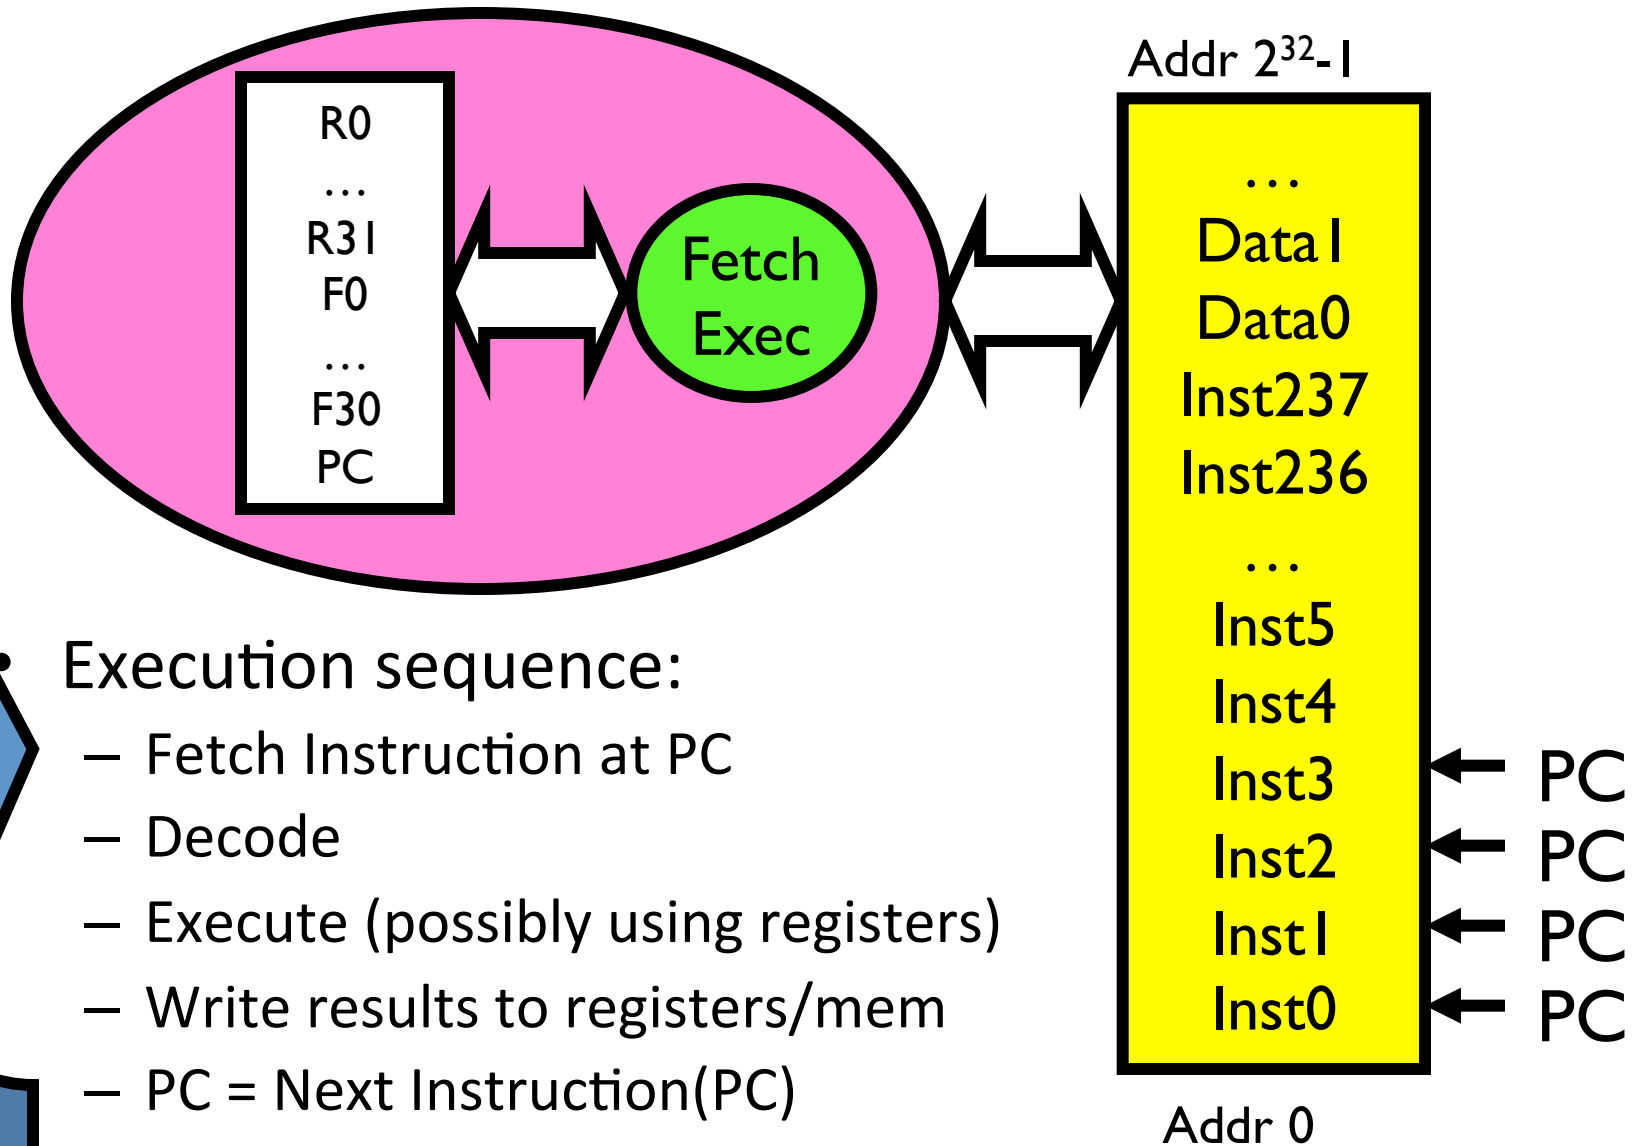 R0
…
R31
F0
…
F30
PC
Fetch
Exec
Addr 2³²-1
…
Data1
Data0
Inst237
Inst236
…
Inst5
Inst4
Inst3
Inst2
Inst1
Inst0
Addr 0
PC
PC
PC
PC
• Execution sequence:
– Fetch Instruction at PC
– Decode
– Execute (possibly using registers)
– Write results to registers/mem
– PC = Next Instruction(PC)